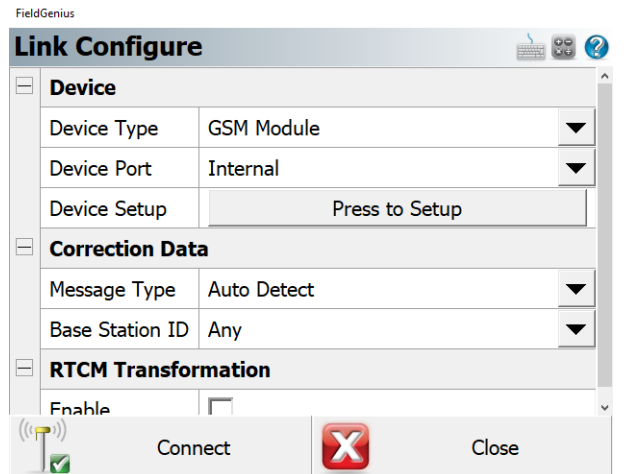 FieldGenius
Link Configure
Device
Device Type GSM Module
Device Port Internal
Device Setup Press to Setup
Correction Data
Message Type Auto Detect
Base Station ID Any
RTCM Transformation
Enable
Connect Close